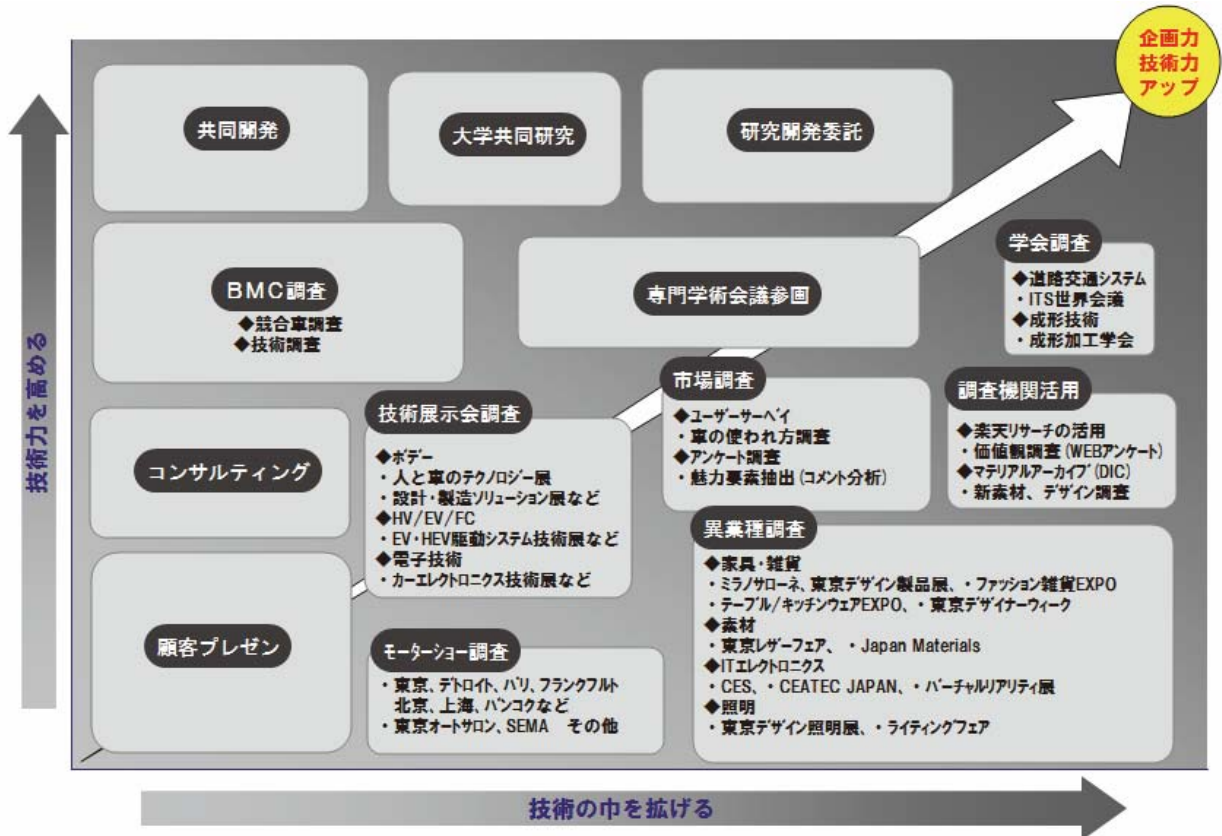 企画力
技術力
アップ
共同開発
大学共同研究
研究開発委託
BMC調査
◆競合車調査
◆技術調査
専門学術会議参画
学会調査
◆道路交通システム
・ITS世界会議
◆成形技術
・成形加工学会
技術力を高める
コンサルティング
技術展示会調査
◆ボデー
・人と車のテクノロジー展
・設計・製造ソリューション展など
◆HV/EV/FC
・EV・HEV駆動システム技術展など
◆電子技術
・カーエレクトロニクス技術展など
市場調査
◆ユーザーサーベイ
・車の使われ方調査
◆アンケート調査
・魅力要素抽出(コメント分析)
調査機関活用
◆楽天リサーチの活用
・価値観調査(WEBアンケート)
◆マテリアルアーカイブ(DIC)
・新素材、デザイン調査
顧客プレゼン
モーターショー調査
・東京、デトロイト、パリ、フランクフルト
北京、上海、バンコクなど
・東京オートサロン、SEMA その他
異業種調査
◆家具・雑貨
・ミラノサローネ、東京デザイン製品展、・ファッション雑貨EXPO
・テーブル/キッチンウェアEXPO、・東京デザイナーウィーク
◆素材
・東京レザーフェア、・Japan Materials
◆ITエレクトロニクス
・CES、・CEATEC JAPAN、・バーチャルリアリティ展
◆照明
・東京デザイン照明展、・ライティングフェア
技術の巾を拡げる